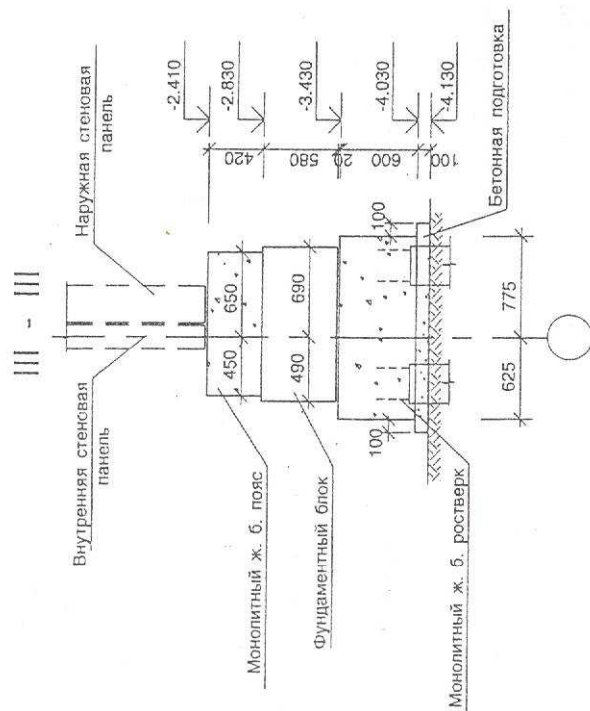 III - III
Внутренняя стеновая
панель
Наружная стеновая
панель
Монолитный ж. б. пояс
Фундаментный блок
Монолитный ж. б. ростверк
Бетонная подготовка
-2.410
-2.830
-3.430
-4.030
-4.130
420
580
20
600
100
450
650
490
690
100
100
625
775